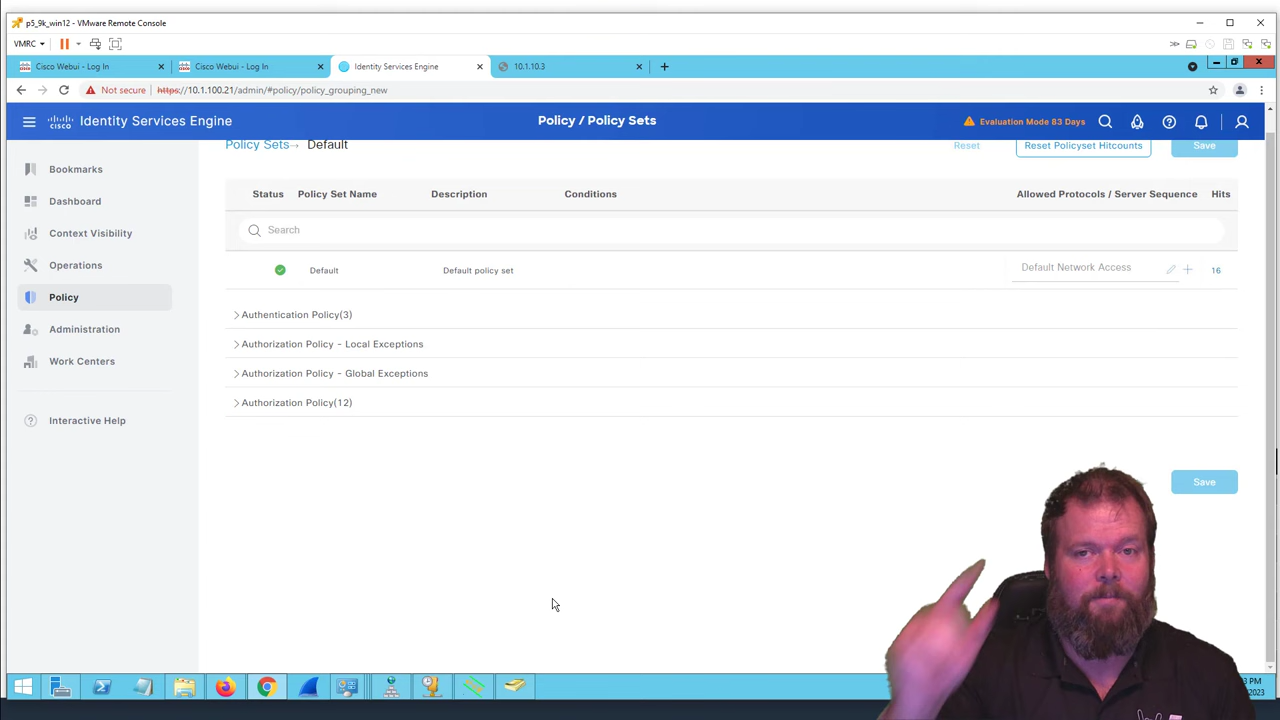 p5_9k_win12 - VMware Remote Console
VMRC
Cisco Webui - Log In
Cisco Webui - Log In
Identity Services Engine
10.1.10.3
Not secure
https://10.1.100.21/admin/#policy/policy_grouping_new
CISCO
Identity Services Engine
Policy / Policy Sets
Evaluation Mode 83 Days
Policy Sets→ Default
Reset
Reset Policyset Hitcounts
Save
Bookmarks
Dashboard
Context Visibility
Operations
Policy
Administration
Work Centers
Interactive Help
Status
Policy Set Name
Description
Conditions
Allowed Protocols / Server Sequence
Hits
Search
Default
Default policy set
Default Network Access
16
Authentication Policy(3)
Authorization Policy - Local Exceptions
Authorization Policy - Global Exceptions
Authorization Policy(12)
Save